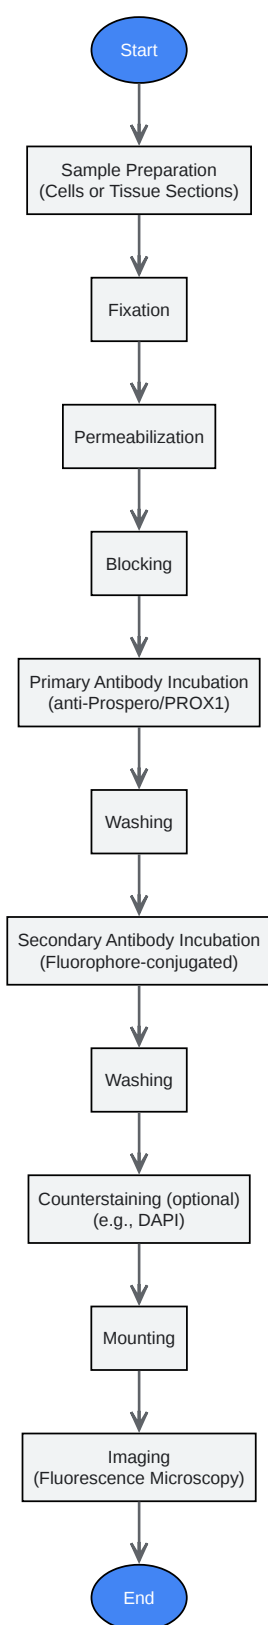 Start
Sample Preparation
(Cells or Tissue Sections)
Fixation
Permeabilization
Blocking
Primary Antibody Incubation
(anti-Prospero/PROX1)
Washing
Secondary Antibody Incubation
(Fluorophore-conjugated)
Washing
Counterstaining (optional)
(e.g., DAPI)
Mounting
Imaging
(Fluorescence Microscopy)
End